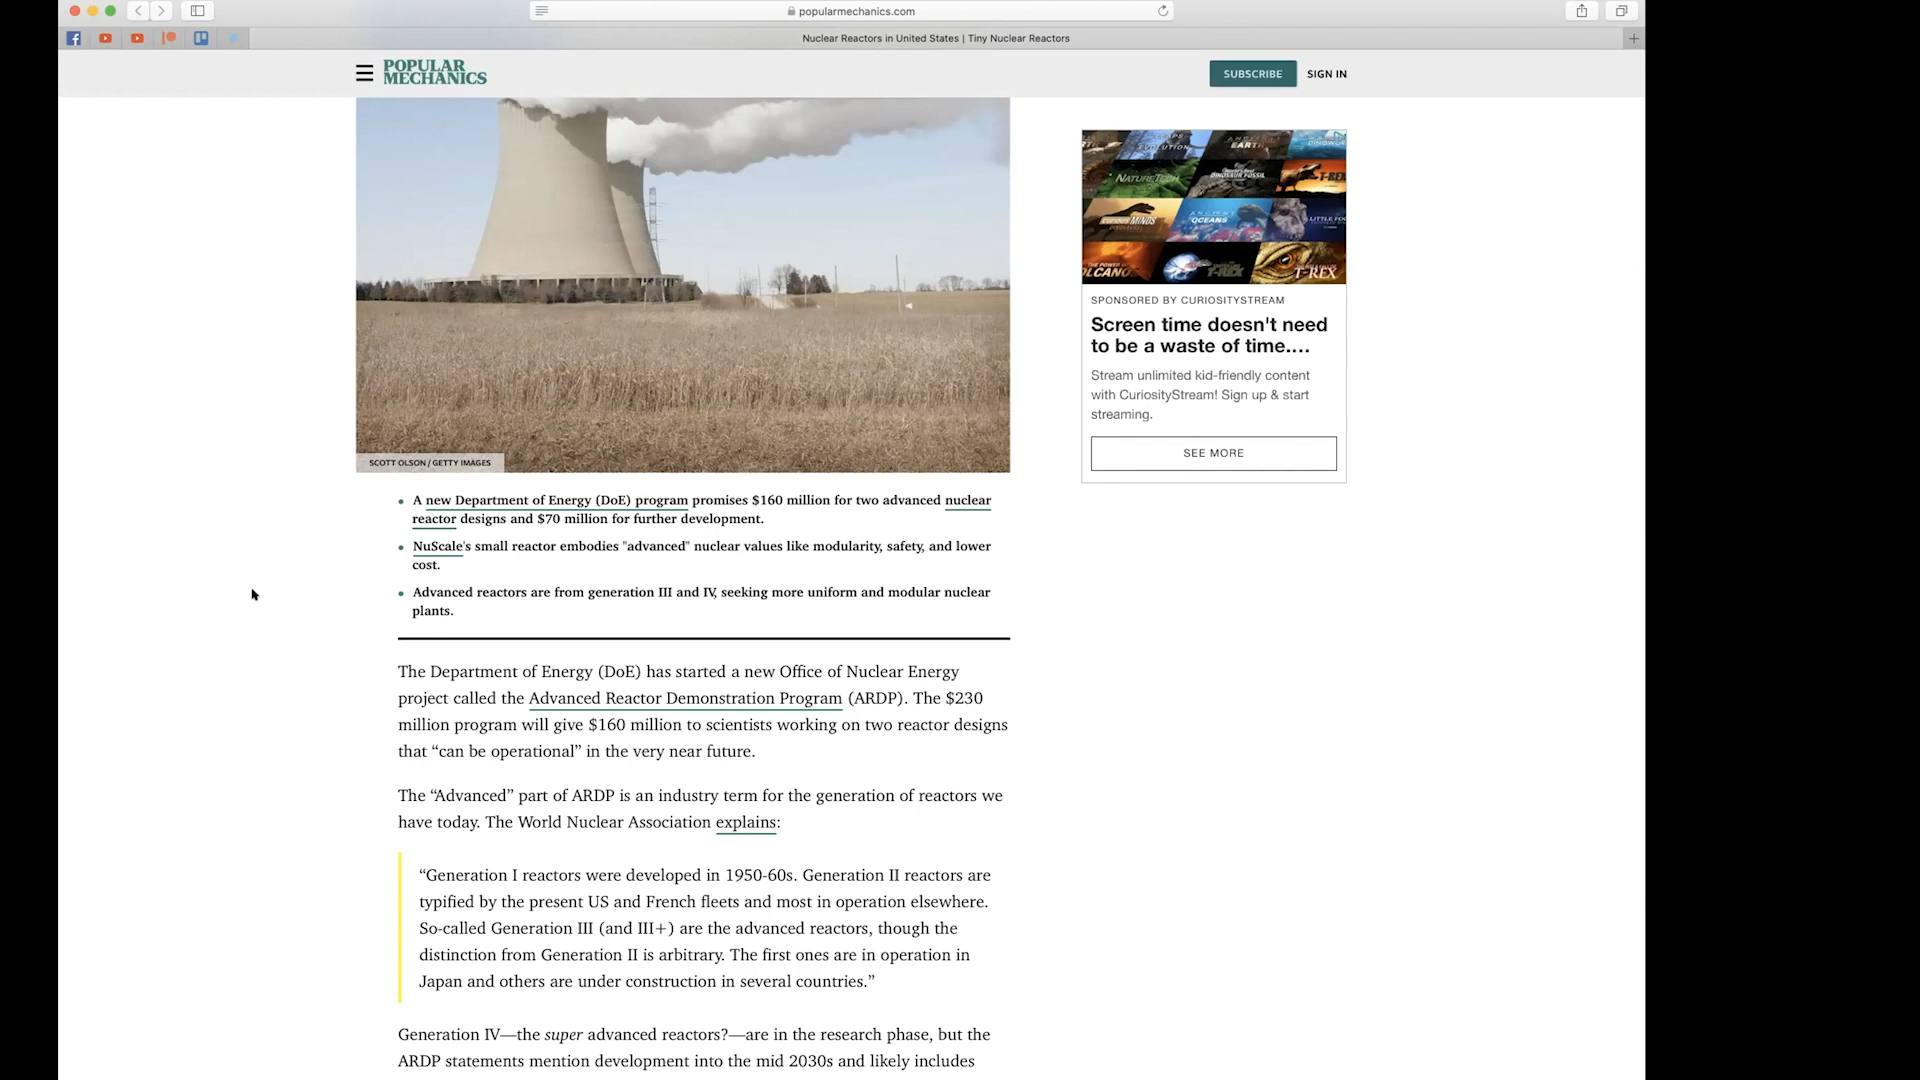 popularmechanics.com
Nuclear Reactors in United States | Tiny Nuclear Reactors
POPULAR
MECHANICS
SUBSCRIBE
SIGN IN
SCOTT OLSON / GETTY IMAGES
EVOLUTION
EARTH
NATURETECH
DINOSAUR FOSSIL
T-REX
CURIOUS MINDS
ANCIENT
OCEANS
T-REX
T-REX
SPONSORED BY CURIOSITYSTREAM
Screen time doesn't need
to be a waste of time....
Stream unlimited kid-friendly content
with CuriosityStream! Sign up & start
streaming.
SEE MORE
• A new Department of Energy (DoE) program promises $160 million for two advanced nuclear
reactor designs and $70 million for further development.
• NuScale's small reactor embodies "advanced" nuclear values like modularity, safety, and lower
cost.
• Advanced reactors are from generation III and IV, seeking more uniform and modular nuclear
plants.
The Department of Energy (DoE) has started a new Office of Nuclear Energy
project called the Advanced Reactor Demonstration Program (ARDP). The $230
million program will give $160 million to scientists working on two reactor designs
that “can be operational” in the very near future.
The “Advanced” part of ARDP is an industry term for the generation of reactors we
have today. The World Nuclear Association explains:
“Generation I reactors were developed in 1950-60s. Generation II reactors are
typified by the present US and French fleets and most in operation elsewhere.
So-called Generation III (and III+) are the advanced reactors, though the
distinction from Generation II is arbitrary. The first ones are in operation in
Japan and others are under construction in several countries.”
Generation IV—the super advanced reactors?—are in the research phase, but the
ARDP statements mention development into the mid 2030s and likely includes